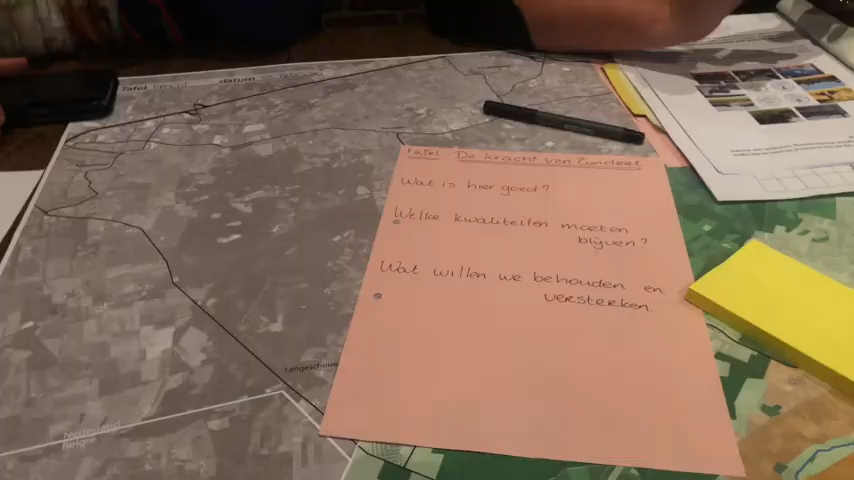 Tafel
datum
Tafel De kracht van Zundert
Wat is hier goed?
Welke kwaliteiten moeten
blijven?
Wat willen we behouden en
versterken.
Langeschouw
Nederland
België